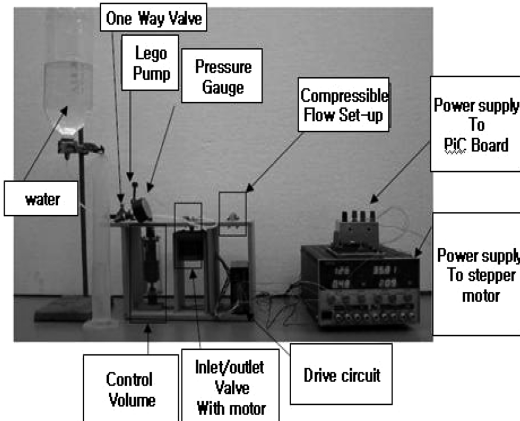 One Way Valve
Lego
Pump
Pressure
Gauge
Compressible
Flow Set-up
Power supply
To
PiC Board
water
Power supply
To stepper
motor
Control
Volume
Inlet/outlet
Valve
With motor
Drive circuit